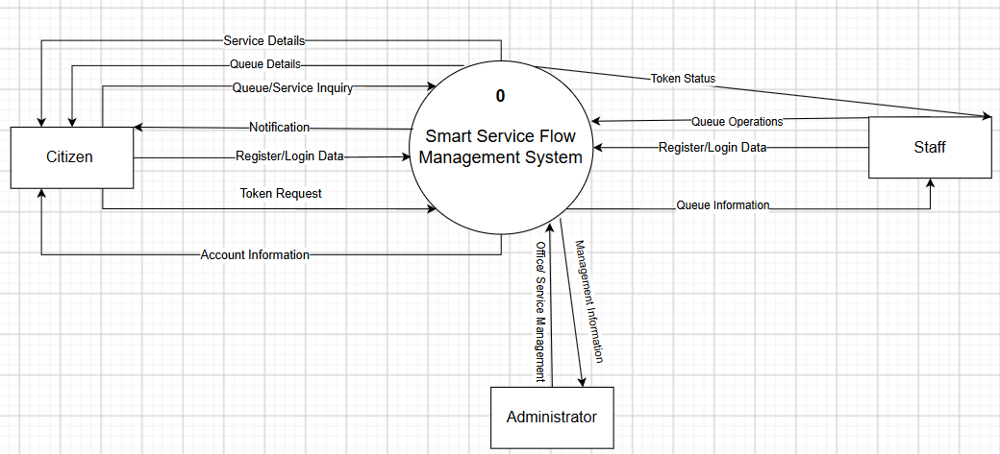 Service Details
Queue Details
Token Status
Queue/Service Inquiry
0
Notification
Queue Operations
Smart Service Flow
Management System
Citizen
Register/Login Data
Register/Login Data
Staff
Token Request
Queue Information
Account Information
Office/ Service Management
Management Information
Administrator